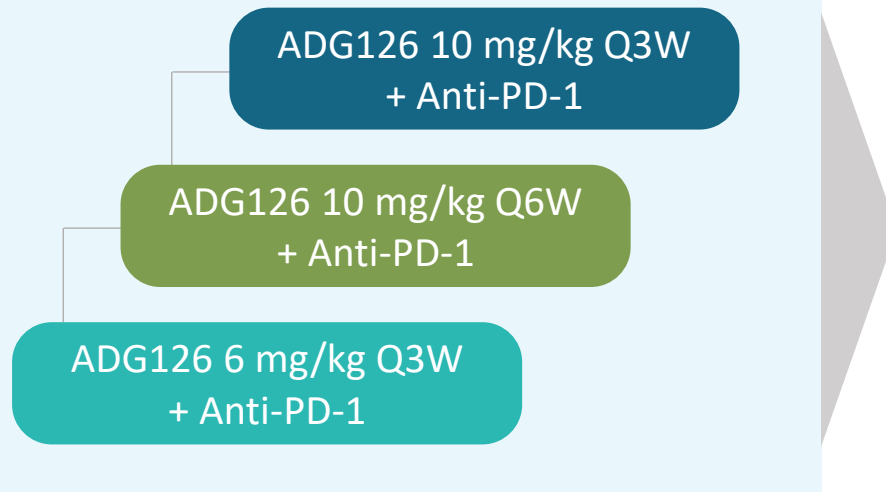 ADG126 10 mg/kg Q3W
+ Anti-PD-1
ADG126 10 mg/kg Q6W
+ Anti-PD-1
ADG126 6 mg/kg Q3W
+ Anti-PD-1